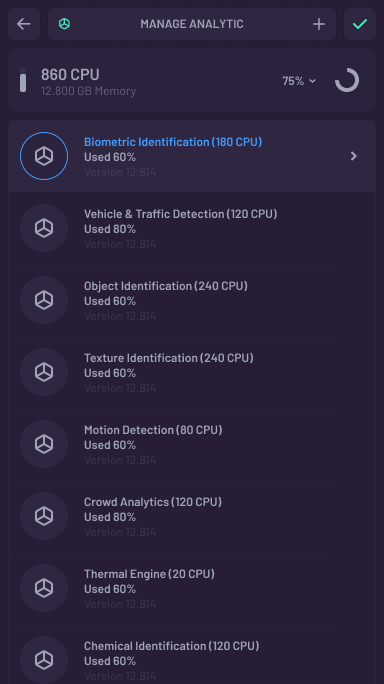 MANAGE ANALYTIC
860 CPU
12.800 GB Memory
75%
Biometric Identification (180 CPU)
Used 60%
Version 12.814
Vehicle & Traffic Detection (120 CPU)
Used 80%
Version 12.814
Object Identification (240 CPU)
Used 60%
Version 12.814
Texture Identification (240 CPU)
Used 60%
Version 12.814
Motion Detection (80 CPU)
Used 60%
Version 12.814
Crowd Analytics (120 CPU)
Used 80%
Version 12.814
Thermal Engine (20 CPU)
Used 60%
Version 12.814
Chemical Identification (120 CPU)
Used 60%
Version 12.814